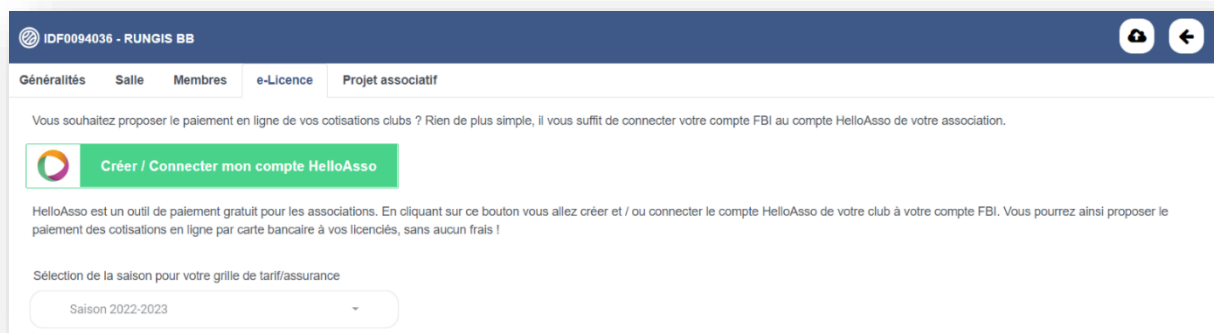 IDF0094036 - RUNGIS BB
Généralités Salle Membres e-Licence Projet associatif
Vous souhaitez proposer le paiement en ligne de vos cotisations clubs ? Rien de plus simple, il vous suffit de connecter votre compte FBI au compte HelloAsso de votre association.
Créer / Connecter mon compte HelloAsso
HelloAsso est un outil de paiement gratuit pour les associations. En cliquant sur ce bouton vous allez créer et / ou connecter le compte HelloAsso de votre club à votre compte FBI. Vous pourrez ainsi proposer le
paiement des cotisations en ligne par carte bancaire à vos licenciés, sans aucun frais !
Sélection de la saison pour votre grille de tarif/assurance
Saison 2022-2023